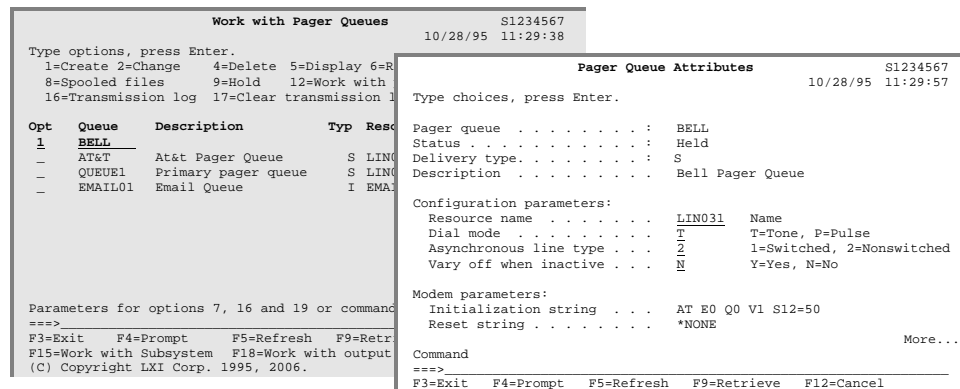 Work with Pager Queues S1234567
10/28/95 11:29:38
Type options, press Enter.
1=Create 2=Change 4=Delete 5=Display 6=R
8=Spooled files 9=Hold 12=Work with
16=Transmission log 17=Clear transmission l
Opt Queue Description Typ Reso
1 BELL
_ AT&T At&t Pager Queue S LIN0
_ QUEUE1 Primary pager queue S LIN0
_ EMAIL01 Email Queue I EMAI
Parameters for options 7, 16 and 19 or command
===>
F3=Exit F4=Prompt F5=Refresh F9=Retri
F15=Work with Subsystem F18=Work with output
(C) Copyright LXI Corp. 1995, 2006.
Pager Queue Attributes S1234567
10/28/95 11:29:57
Type choices, press Enter.
Pager queue . . . . . . . . : BELL
Status . . . . . . . . . . . : Held
Delivery type. . . . . . . . : S
Description . . . . . . . . . Bell Pager Queue
Configuration parameters:
Resource name . . . . . . . LIN031 Name
Dial mode . . . . . . . . . T T=Tone, P=Pulse
Asynchronous line type . . . 2 1=Switched, 2=Nonswitched
Vary off when inactive . . . N Y=Yes, N=No
Modem parameters:
Initialization string . . . AT E0 Q0 V1 S12=50
Reset string . . . . . . . . *NONE
More...
Command
===>
F3=Exit F4=Prompt F5=Refresh F9=Retrieve F12=Cancel